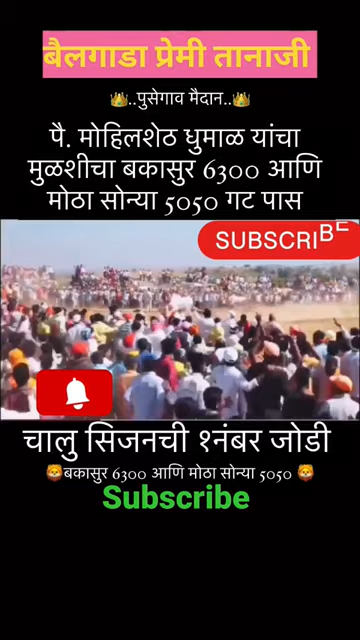 बैलगाडा प्रेमी तानाजी
👑..पुसेगाव मैदान..👑
पै. मोहिलशेठ धुमाळ यांचा
मुळशीचा बकासुर 6300 आणि
मोठा सोन्या 5050 गट पास
SUBSCRIBE
चालु सिजनची १नंबर जोडी
🦁बकासुर 6300 आणि मोठा सोन्या 5050 🦁
Subscribe